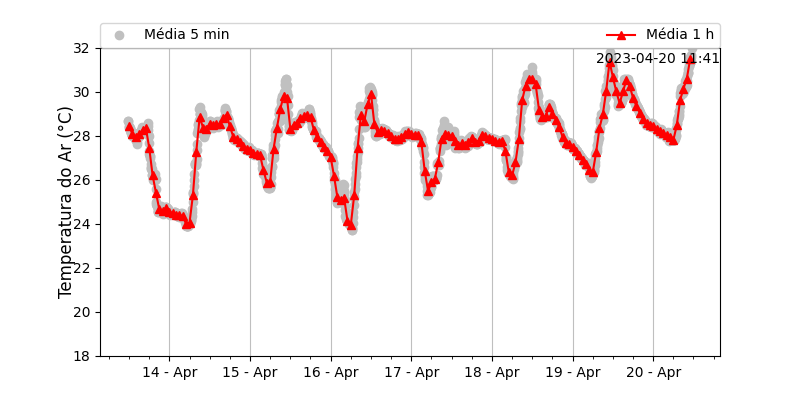 Média 5 min
Média 1 h
2023-04-20 11:41
Temperatura do Ar (°C)
32
30
28
26
24
22
20
18
14 - Apr
15 - Apr
16 - Apr
17 - Apr
18 - Apr
19 - Apr
20 - Apr